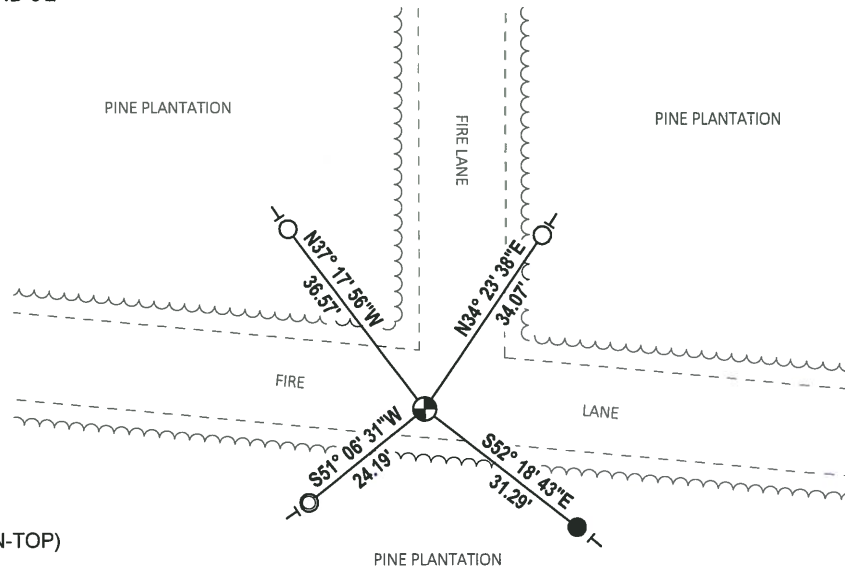 PINE PLANTATION
FIRE LANE
PINE PLANTATION
N37° 17' 56"W
36.57'
N34° 23' 38"E
34.07'
FIRE
LANE
S51° 06' 31"W
24.19'
S52° 18' 43"E
31.29'
N-TOP)
PINE PLANTATION